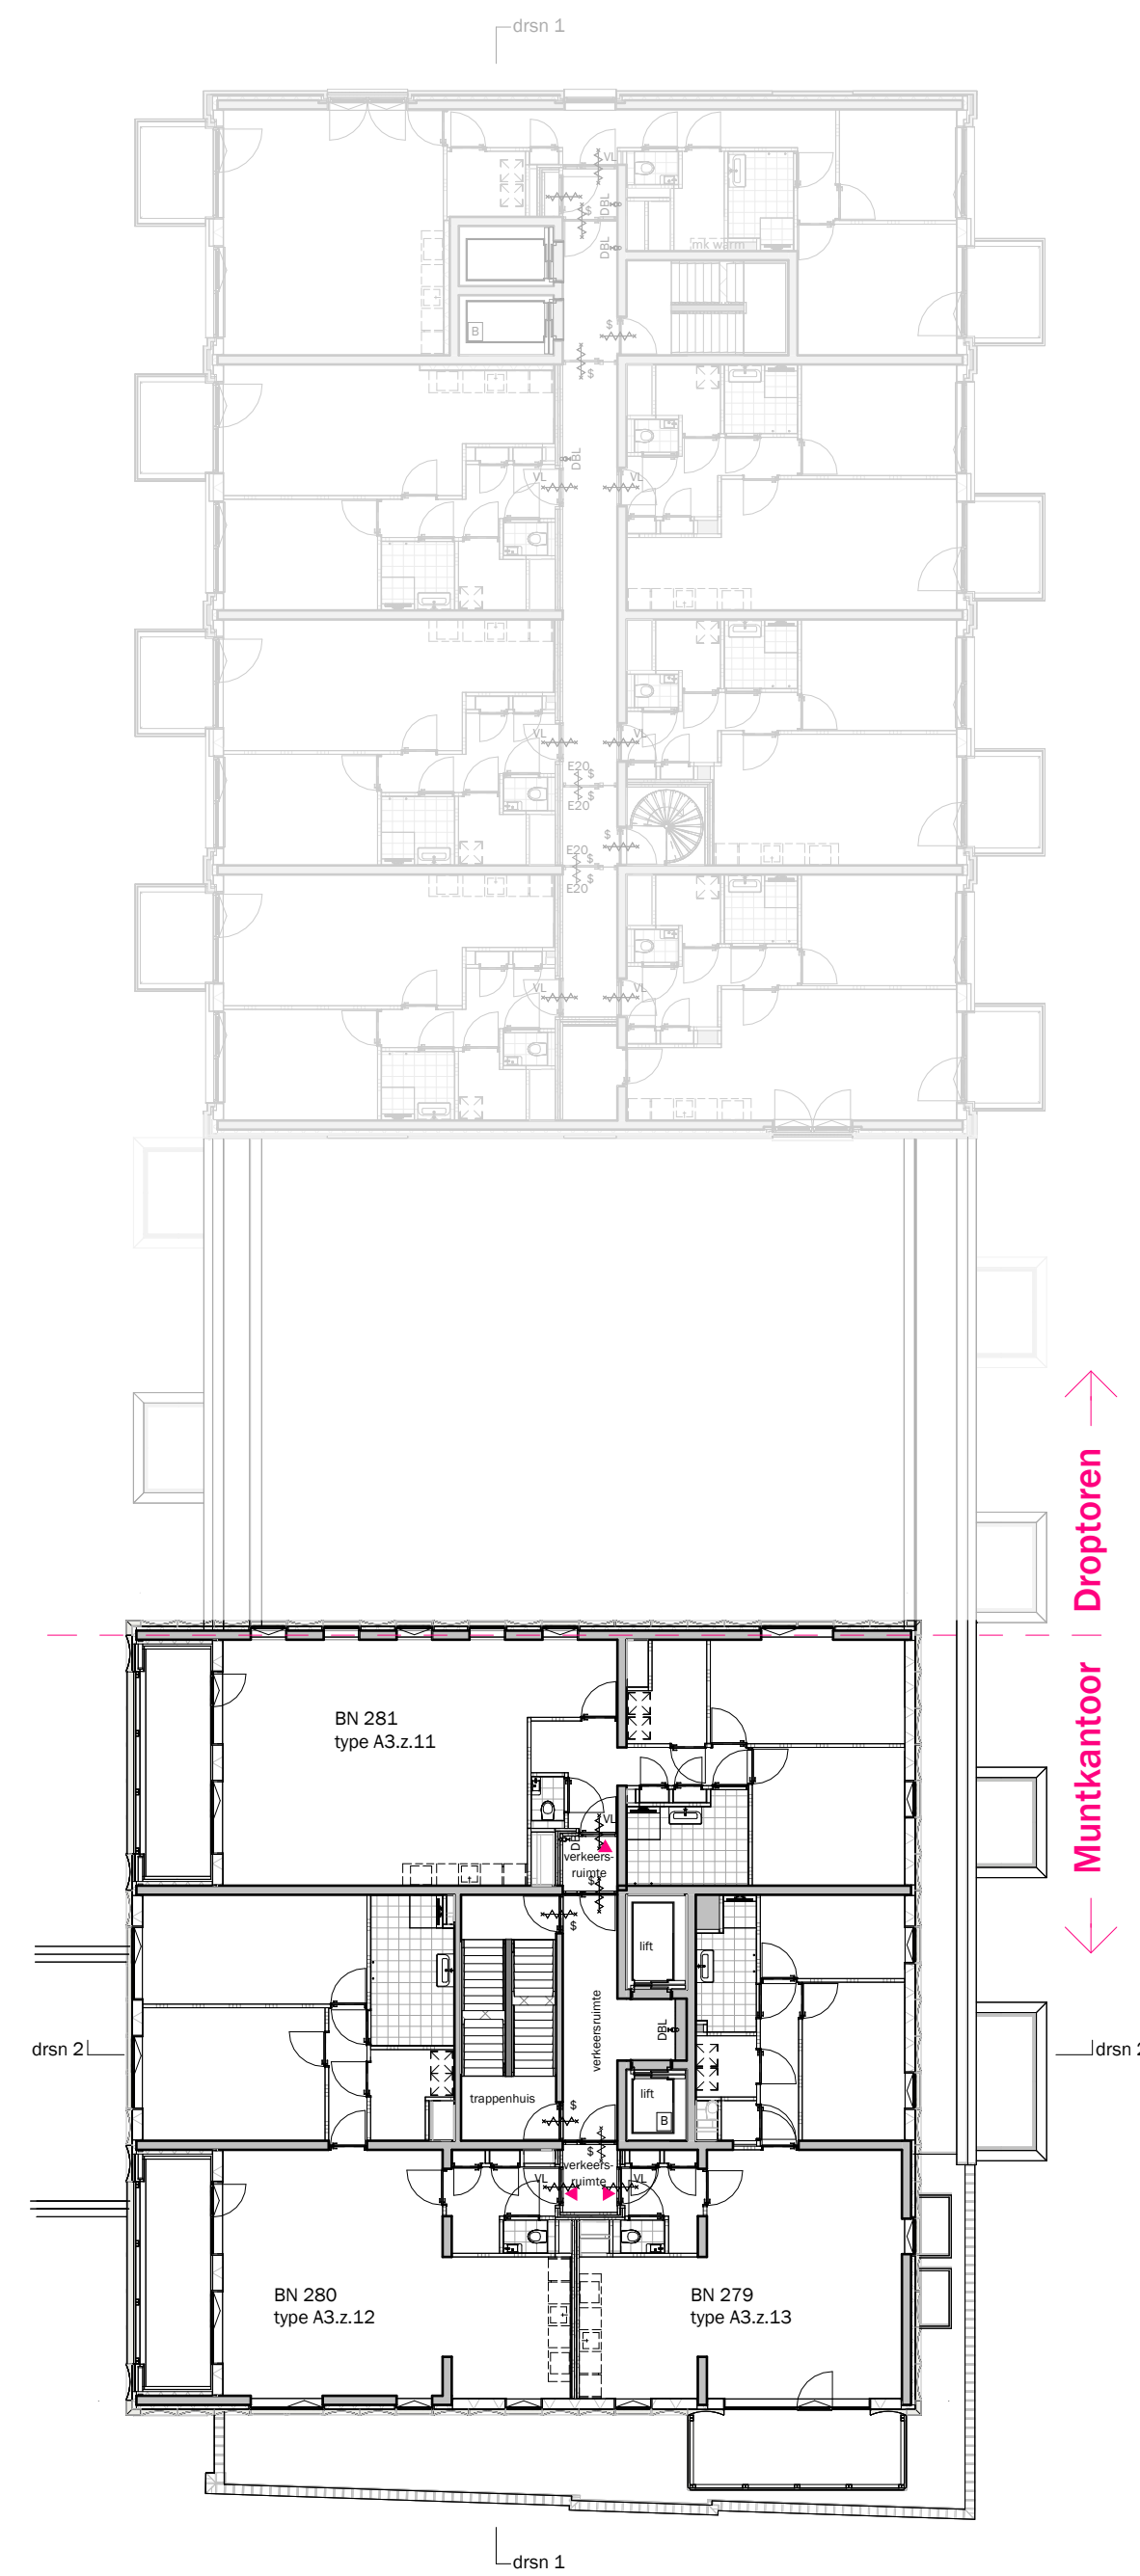 drsn 1
VL
$
DBL
DBL
mk warm
B
$
$
DBL
VL
VL
VL
VL
E20
$
$
E20
$
E20
$
$
E20
VL
VL
Droptoren
Muntkantoor
BN 281
type A3.z.11
VL
verkeers-
ruimte
$
$
lift
verkeersruimte
DBL
drsn 2
drsn 2
lift
trappenhuis
B
$
$
verkeers-
ruimte
VL
VL
BN 280
type A3.z.12
BN 279
type A3.z.13
drsn 1